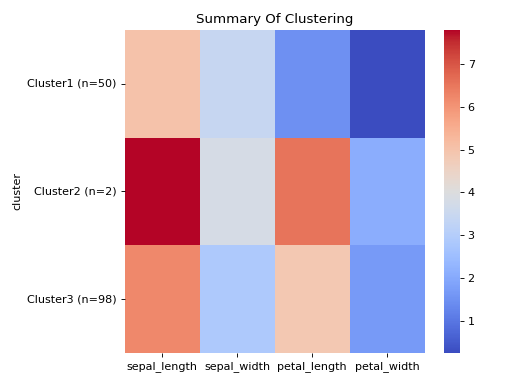 Summary Of Clustering
cluster
Cluster1 (n=50)
Cluster2 (n=2)
Cluster3 (n=98)
sepal_length sepal_width petal_length petal_width
7
6
5
4
3
2
1